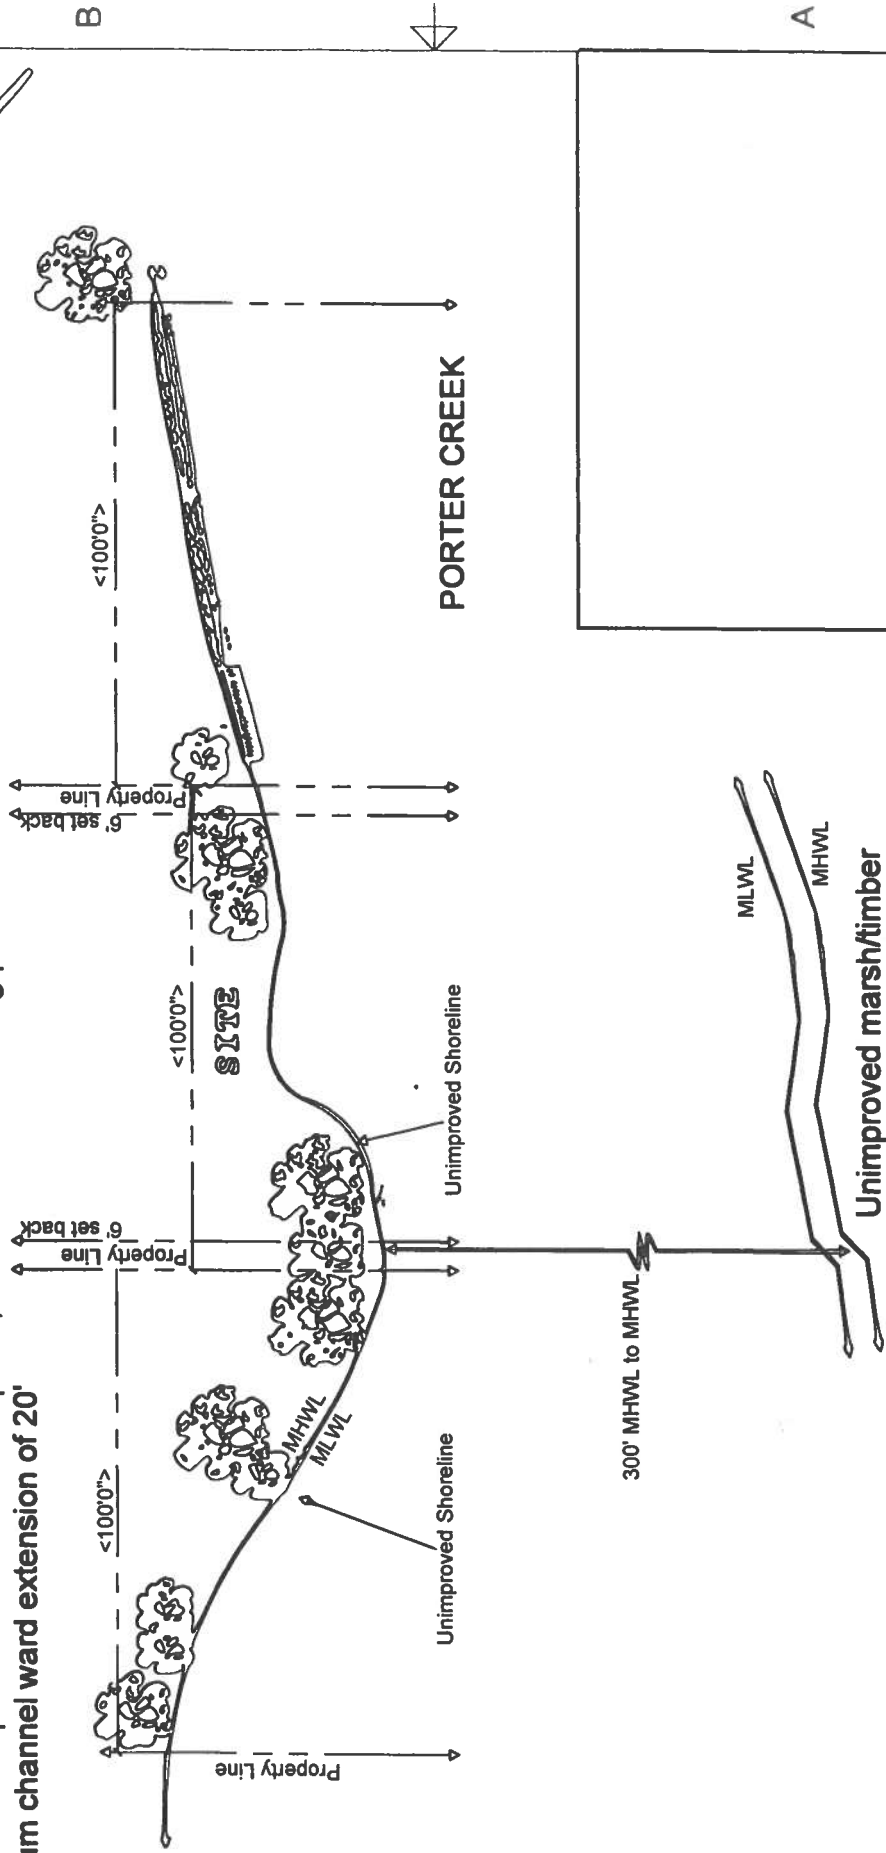 um channel ward extension of 20'
B
A
<100'0">
<100'0">
<100'0">
Property Line
Property Line
6' set back
Property Line
6' set back
SITE
MHWL
MLWL
Unimproved Shoreline
Unimproved Shoreline
PORTER CREEK
300' MHWL to MHWL
MLWL
MHWL
Unimproved marsh/timber